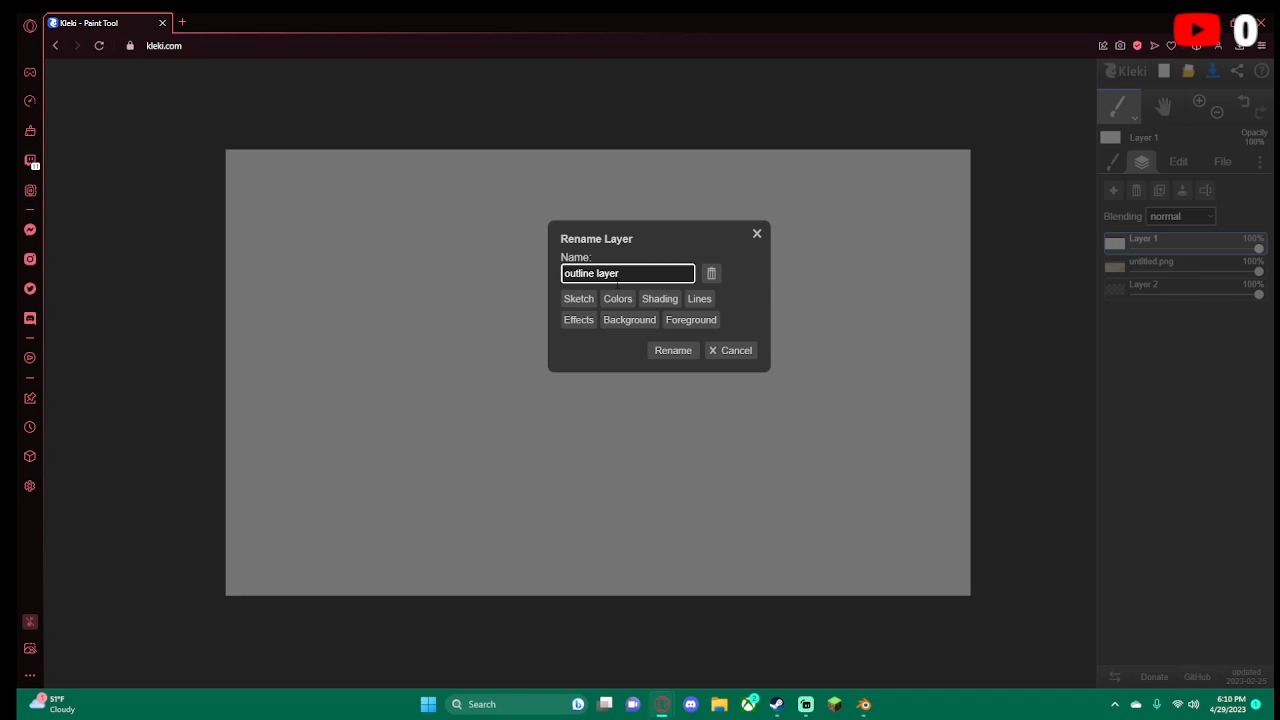 Kleki - Paint Tool
0
kleki.com
Kleki
Layer 1
Opacity
100%
Edit
File
Blending
normal
Layer 1
100%
untitled.png
100%
Layer 2
100%
Rename Layer
Name:
outline layer
Sketch
Colors
Shading
Lines
Effects
Background
Foreground
Rename
Cancel
Donate
GitHub
updated
2023-02-25
51°F
Cloudy
Search
6:10 PM
4/29/2023